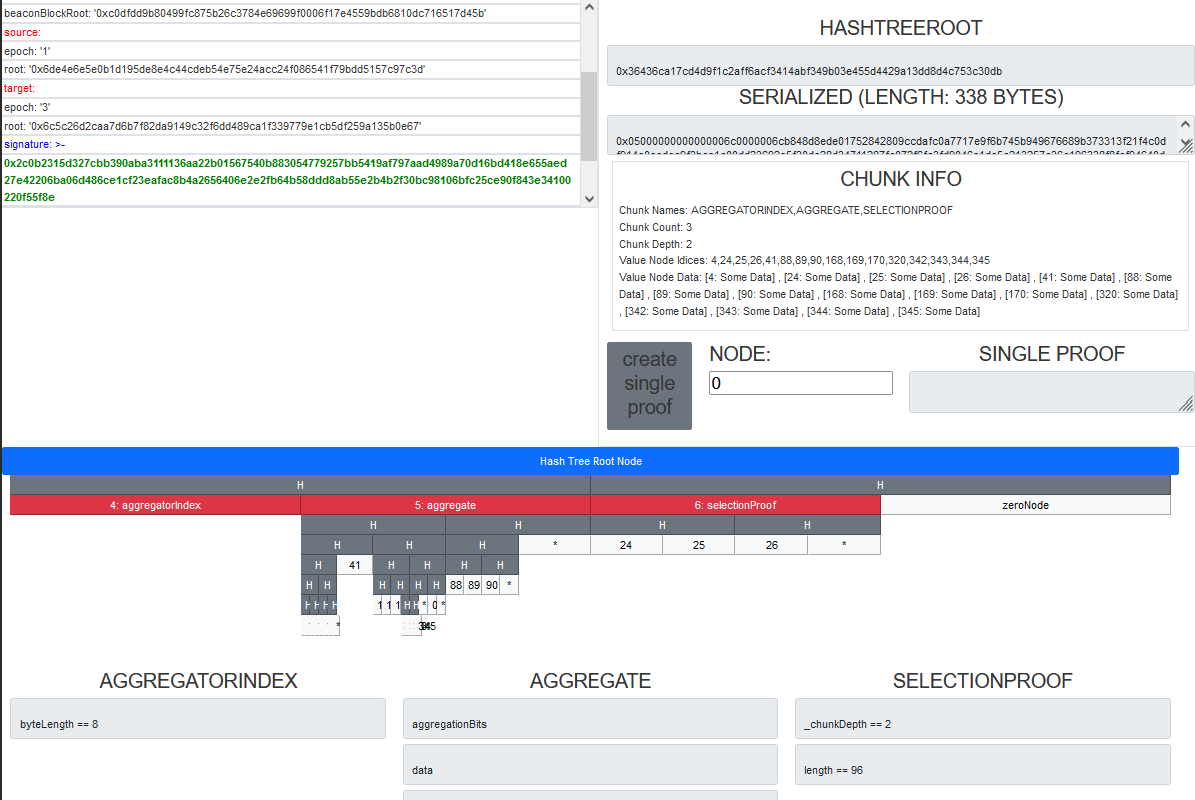 beaconBlockRoot: '0xc0dfdd9b80499fc875b26c3784e69699f0006f17e4559bdb6810dc716517d45b'
source:
epoch: '1'
root: '0x6de4e6e5e0b1d195de8e4c44cdeb54e75e24acc24f086541f79bdd5157c97c3d'
target:
epoch: '3'
root: '0x6c5c26d2caa7d6b7f82da9149c32f6dd489ca1f339779e1cb5df259a135b0e67'
signature: >-
0x2c0b2315d327cbb390aba3111136aa22b01567540b883054779257bb5419af797aad4989a70d16bd418e655aed
27e42206ba06d486ce1cf23eafac8b4a2656406e2e2fb64b58ddd8ab55e2b4b2f30bc98106bfc25ce90f843e34100
220f55f8e
HASHTREEROOT
0x36436ca17cd4d9f1c2aff6acf3414abf349b03e455d4429a13dd8d4c753c30db
SERIALIZED (LENGTH: 338 BYTES)
0x05000000000000006c0000006cb848d8ede01752842809ccdafc0a7717e9f6b745b949676689b373313f21f4c0d
CHUNK INFO
Chunk Names: AGGREGATORINDEX,AGGREGATE,SELECTIONPROOF
Chunk Count: 3
Chunk Depth: 2
Value Node Idices: 4,24,25,26,41,88,89,90,168,169,170,320,342,343,344,345
Value Node Data: [4: Some Data] , [24: Some Data] , [25: Some Data] , [26: Some Data] , [41: Some Data] , [88: Some
Data] , [89: Some Data] , [90: Some Data] , [168: Some Data] , [169: Some Data] , [170: Some Data] , [320: Some Data]
, [342: Some Data] , [343: Some Data] , [344: Some Data] , [345: Some Data]
create
single
proof
NODE:
0
SINGLE PROOF
Hash Tree Root Node
H H
4: aggregatorIndex 5: aggregate 6: selectionProof zeroNode
H H H H
H H H * 24 25 26 *
H 41 H H H H
H H H H H H 88 89 90 *
H H H H 1 1 1 H H * 0 *
*
AGGREGATORINDEX
byteLength == 8
AGGREGATE
aggregationBits
data
SELECTIONPROOF
_chunkDepth == 2
length == 96